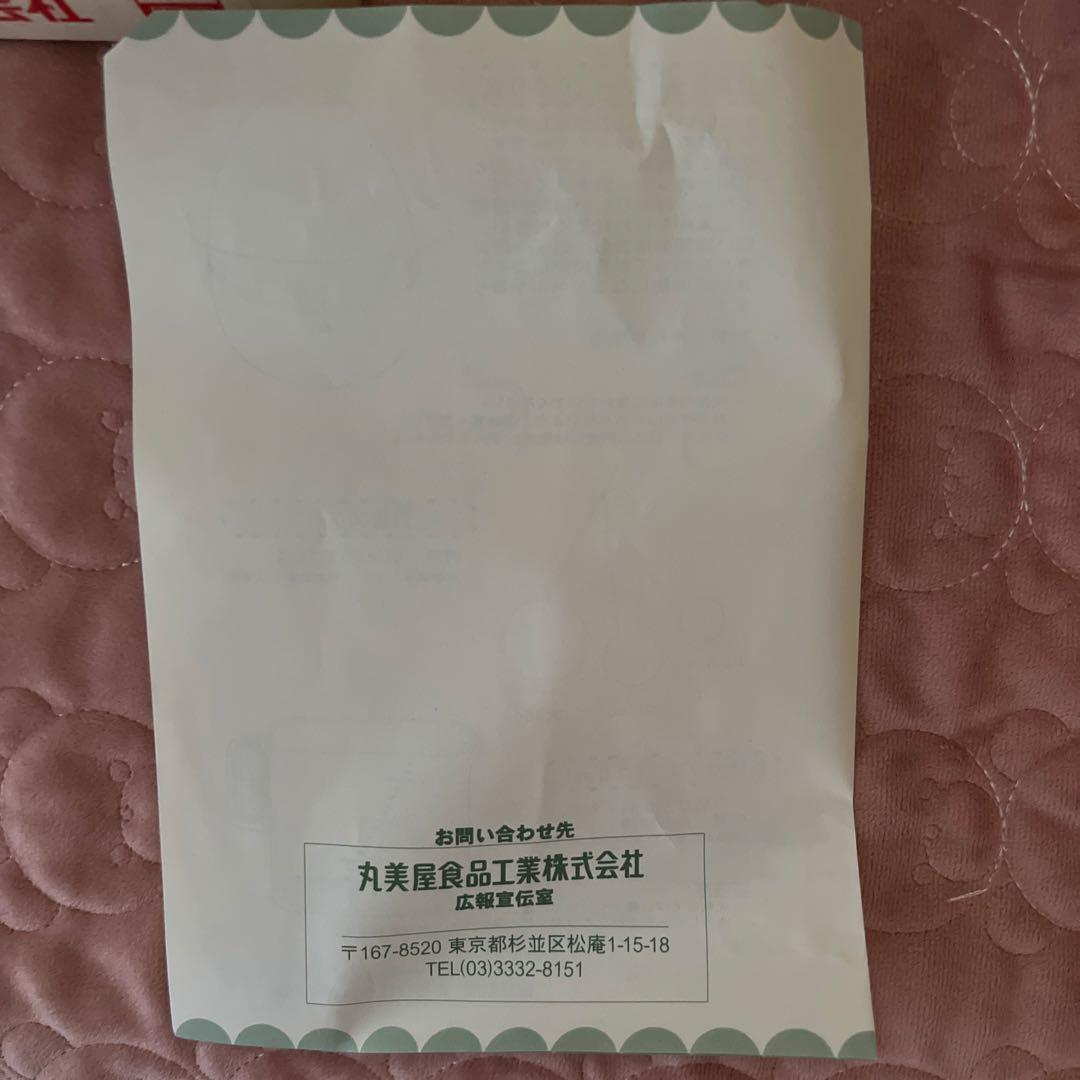 会社
お問い合わせ先
丸美屋食品工業株式会社
広報宣伝室
〒167-8520 東京都杉並区松庵1-15-18
TEL(03)3332-8151